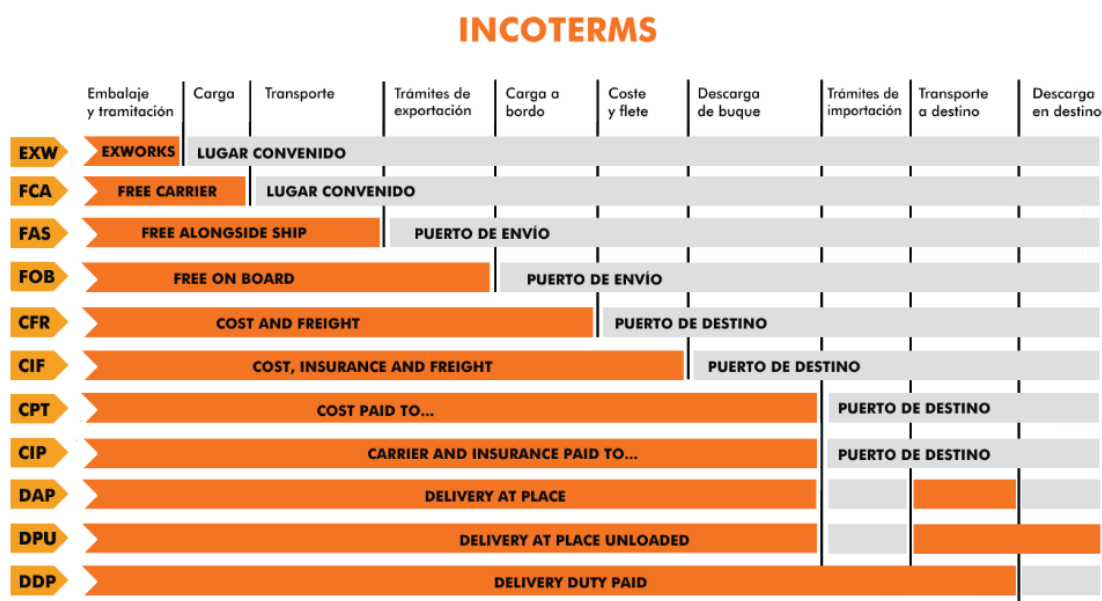 INCOTERMS
Embalaje y tramitación
Carga
Transporte
Trámites de exportación
Carga a bordo
Coste y flete
Descarga de buque
Trámites de importación
Transporte a destino
Descarga en destino
EXW EXWORKS LUGAR CONVENIDO
FCA FREE CARRIER LUGAR CONVENIDO
FAS FREE ALONGSIDE SHIP PUERTO DE ENVÍO
FOB FREE ON BOARD PUERTO DE ENVÍO
CFR COST AND FREIGHT PUERTO DE DESTINO
CIF COST, INSURANCE AND FREIGHT PUERTO DE DESTINO
CPT COST PAID TO... PUERTO DE DESTINO
CIP CARRIER AND INSURANCE PAID TO... PUERTO DE DESTINO
DAP DELIVERY AT PLACE
DPU DELIVERY AT PLACE UNLOADED
DDP DELIVERY DUTY PAID